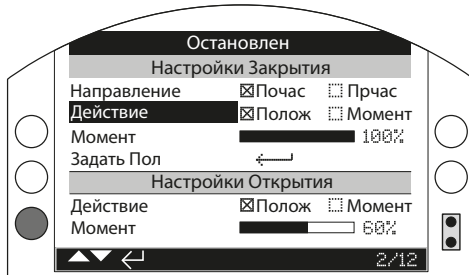 Остановлен
Настройки Закрытия
Направление ☒Почас ☐Прчас
Действие ☒Полож ☐Момент
Момент 100%
Задать Пол
Настройки Открытия
Действие ☒Полож ☐Момент
Момент 60%
2/12